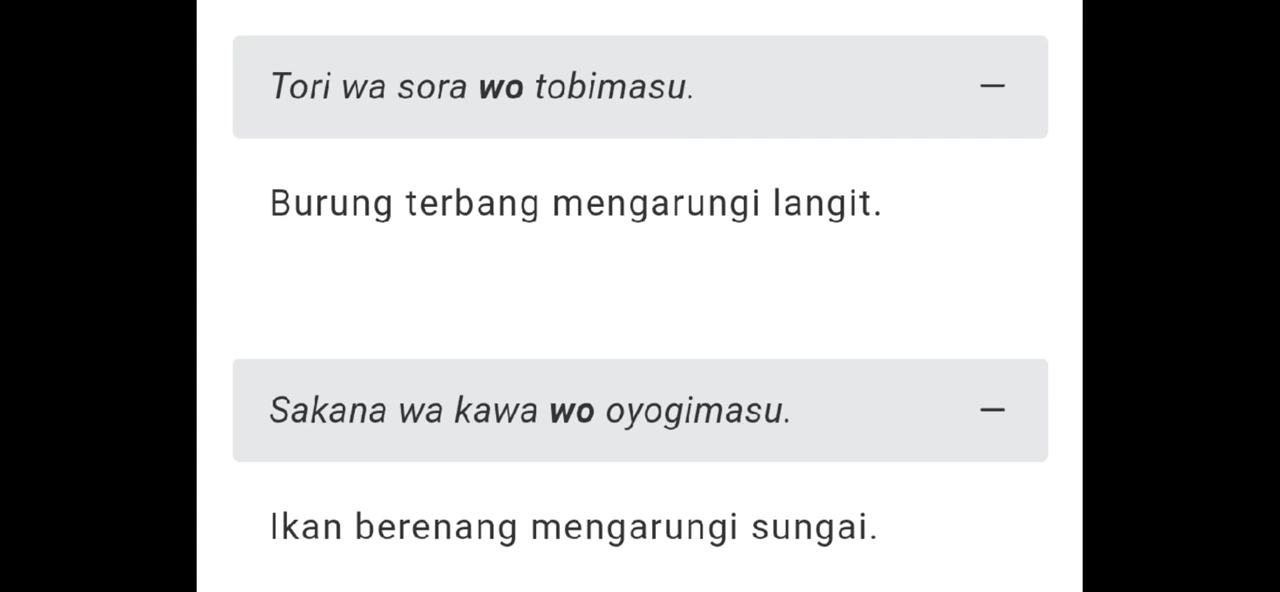 Tori wa sora wo tobimasu.
Burung terbang mengarungi langit.
Sakana wa kawa wo oyogimasu.
Ikan berenang mengarungi sungai.